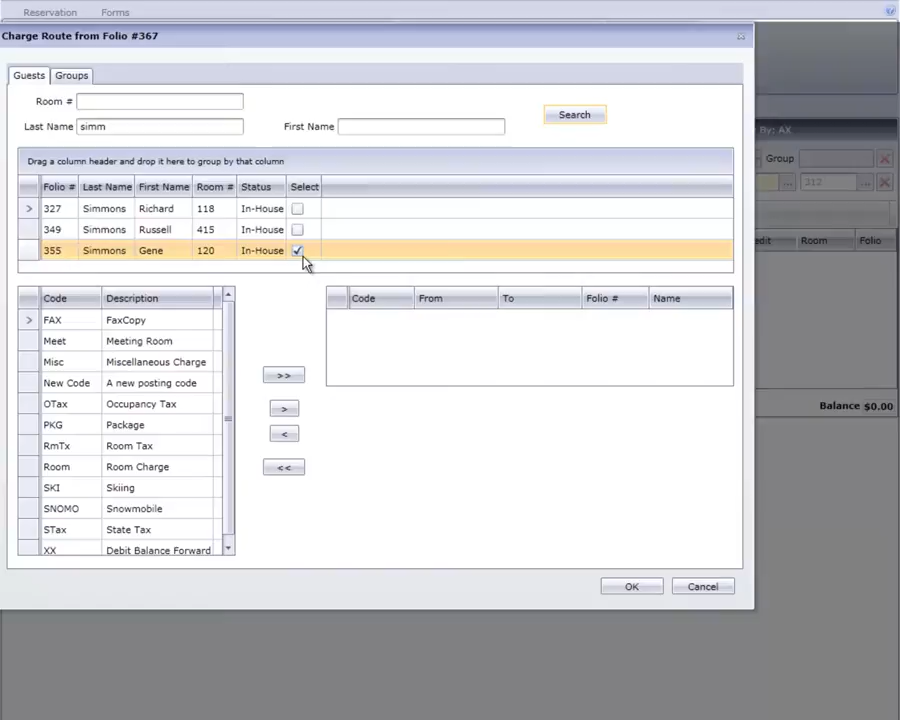 Reservation Forms
Charge Route from Folio #367
Guests Groups
Room #
Search
Last Name simm First Name
By: AX
Group
312
Drag a column header and drop it here to group by that column
Folio # Last Name First Name Room # Status Select
327 Simmons Richard 118 In-House
349 Simmons Russell 415 In-House
355 Simmons Gene 120 In-House
edit Room Folio
Code Description
FAX FaxCopy
Meet Meeting Room
Misc Miscellaneous Charge
New Code A new posting code
OTax Occupancy Tax
PKG Package
RmTx Room Tax
Room Room Charge
SKI Skiing
SNOMO Snowmobile
STax State Tax
XX Debit Balance Forward
>>
>
<
<<
Code From To Folio # Name
Balance $0.00
OK Cancel